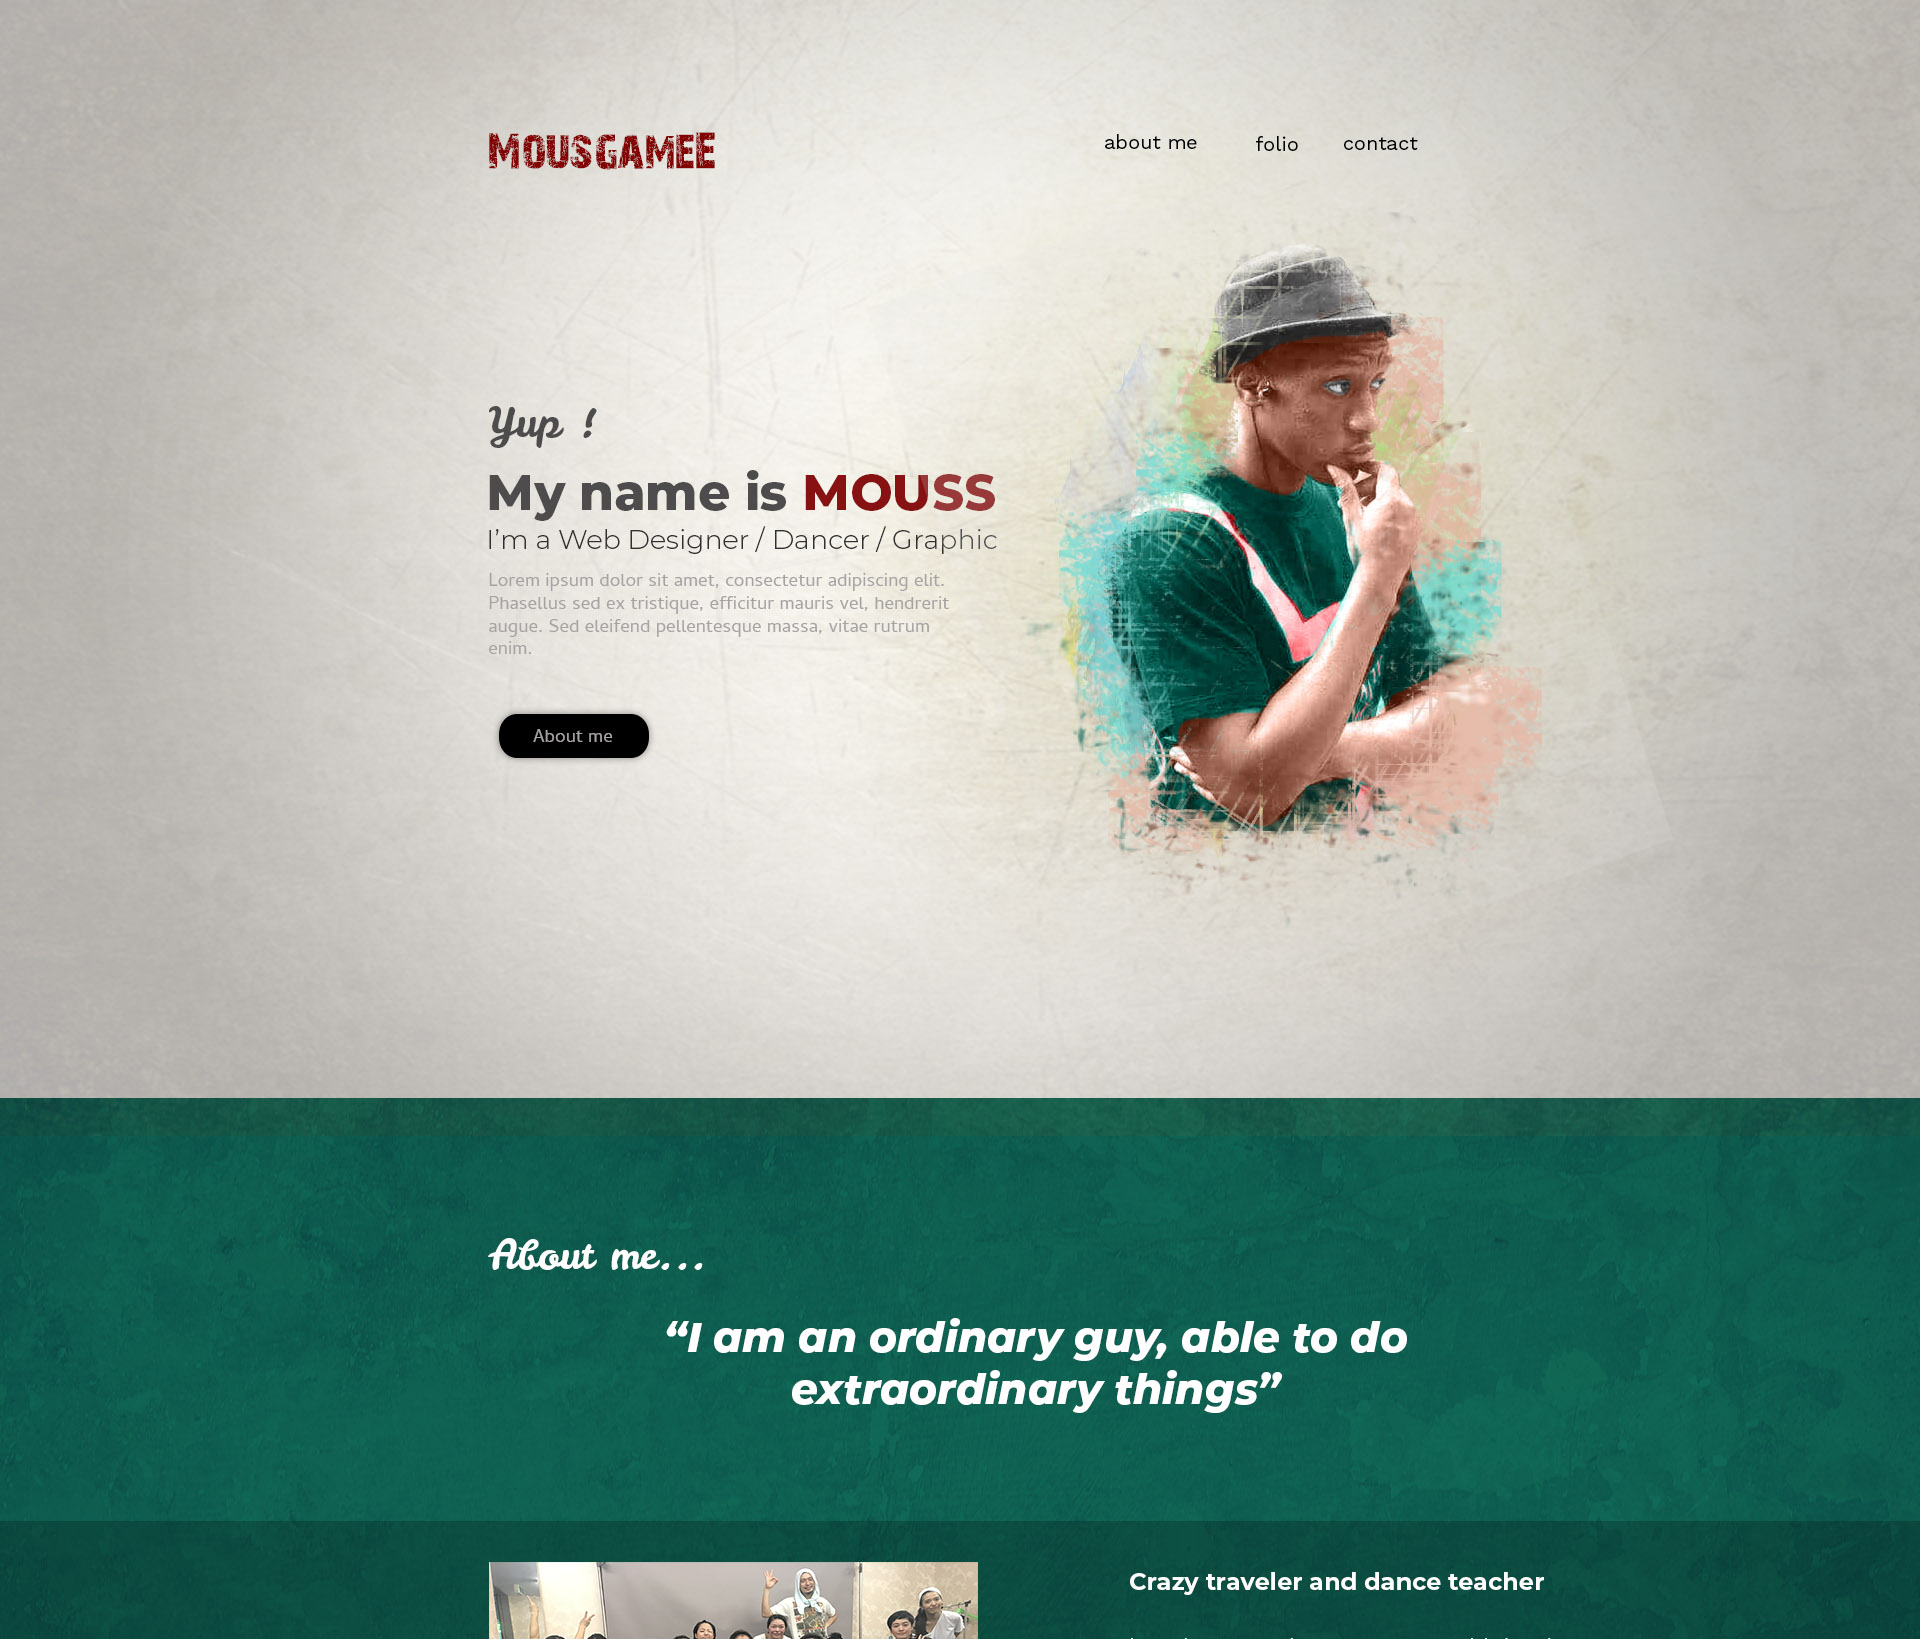 MOUSGAMEE
about me folio contact
Yup !
My name is MOUSS
I'm a Web Designer / Dancer / Graphic
Lorem ipsum dolor sit amet, consectetur adipiscing elit.
Phasellus sed ex tristique, efficitur mauris vel, hendrerit
augue. Sed eleifend pellentesque massa, vitae rutrum
enim.
About me
About me...
“I am an ordinary guy, able to do
extraordinary things”
Crazy traveler and dance teacher